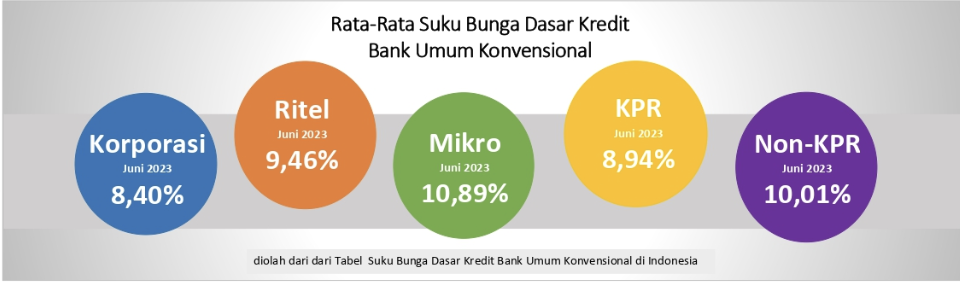 Rata-Rata Suku Bunga Dasar Kredit
Bank Umum Konvensional
Korporasi
Juni 2023
8,40%
Ritel
Juni 2023
9,46%
Mikro
Juni 2023
10,89%
KPR
Juni 2023
8,94%
Non-KPR
Juni 2023
10,01%
diolah dari dari Tabel Suku Bunga Dasar Kredit Bank Umum Konvensional di Indonesia